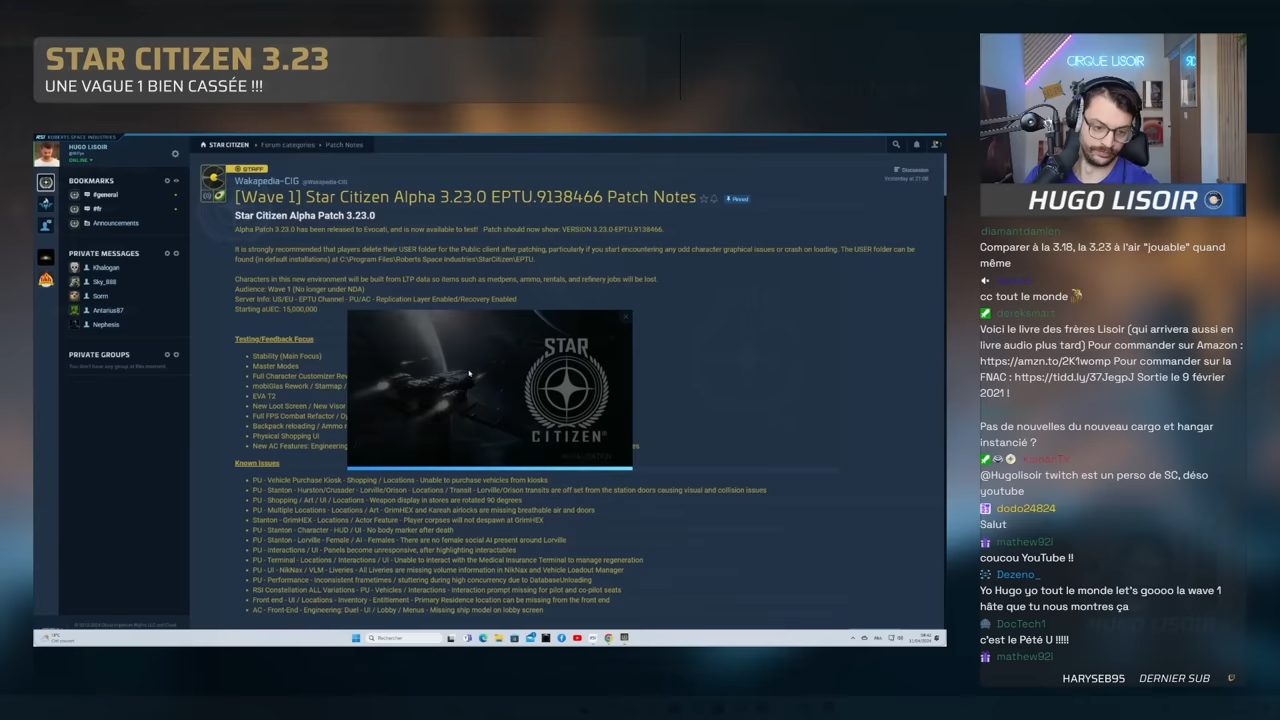 STAR CITIZEN 3.23
UNE VAGUE 1 BIEN CASSÉE !!!
RSI ROBERTS SPACE INDUSTRIES
HUGO LISOIR
ONLINE
BOOKMARKS
#general
#fr
Announcements
PRIVATE MESSAGES
Khalogan
Sky_888
Sorm
Antarius87
Nephesis
PRIVATE GROUPS
You don't have any group at this moment.
STAR CITIZEN › Forum categories › Patch Notes
STAFF
Wakapedia-CIG @Wakapedia-CIG
Discussion
Yesterday at 21:08
[Wave 1] Star Citizen Alpha 3.23.0 EPTU.9138466 Patch Notes
Pinned
Star Citizen Alpha Patch 3.23.0
Alpha Patch 3.23.0 has been released to Evocati, and is now available to test! Patch should now show: VERSION 3.23.0-EPTU.9138466.
It is strongly recommended that players delete their USER folder for the Public client after patching, particularly if you start encountering any odd character graphical issues or crash on loading. The USER folder can be
found (in default installations) at C:\Program Files\Roberts Space Industries\StarCitizen\EPTU.
Characters in this new environment will be built from LTP data so items such as medpens, ammo, rentals, and refinery jobs will be lost.
Audience: Wave 1 (No longer under NDA)
Server Info: US/EU - EPTU Channel - PU/AC - Replication Layer Enabled/Recovery Enabled
Starting aUEC: 15,000,000
Testing/Feedback Focus
Stability (Main Focus)
Master Modes
Full Character Customizer Rev
mobiGlas Rework / Starmap /
EVA T2
New Loot Screen / New Visor
Full FPS Combat Refactor / Dy
Backpack reloading / Ammo r
Physical Shopping UI
New AC Features: Engineering
es
STAR
CITIZEN®
Known Issues
PU - Vehicle Purchase Kiosk - Shopping / Locations - Unable to purchase vehicles from kiosks
PU - Stanton - Hurston/Crusader - Lorville/Orison - Locations / Transit - Lorville/Orison transits are off set from the station doors causing visual and collision issues
PU - Shopping / Art / UI / Locations - Weapon display in stores are rotated 90 degrees
PU - Multiple Locations - Locations / Art - GrimHEX and Kareah airlocks are missing breathable air and doors
Stanton - GrimHEX - Locations / Actor Feature - Player corpses will not despawn at GrimHEX
PU - Stanton - Character - HUD / UI - No body marker after death
PU - Stanton - Lorville - Female / AI - Females - There are no female social AI present around Lorville
PU - Interactions / UI - Panels become unresponsive, after highlighting interactables
PU - Terminal - Locations / Interactions / UI - Unable to interact with the Medical Insurance Terminal to manage regeneration
PU - UI - NikNax / VLM - Liveries - All Liveries are missing volume information in NikNax and Vehicle Loadout Manager
PU - Performance - Inconsistent frametimes / stuttering during high concurrency due to DatabaseUnloading
RSI Constellation ALL Variations - PU - Vehicles / Interactions - Interaction prompt missing for pilot and co-pilot seats
Front end - UI / Locations - Inventory - Entitlement - Primary Residence location can be missing from the front end
AC - Front-End - Engineering: Duel - UI / Lobby / Menus - Missing ship model on lobby screen
Rechercher
CIRQUE LISOIR
HUGO LISOIR
diamantdamien
Comparer à la 3.18, la 3.23 à l'air "jouable" quand
même
cc tout le monde
dereksmart
Voici le livre des frères Lisoir (qui arrivera aussi en
livre audio plus tard) Pour commander sur Amazon :
https://amzn.to/2K1womp Pour commander sur la
FNAC : https://tidd.ly/37JegpJ Sortie le 9 février
2021 !
Pas de nouvelles du nouveau cargo et hangar
instancié ?
@Hugolisoir twitch est un perso de SC, déso
youtube
dodo24824
Salut
mathew92i
coucou YouTube !!
Dezeno_
Yo Hugo yo tout le monde let's goooo la wave 1
hâte que tu nous montres ça
DocTech1
c'est le Pété U !!!!!
mathew92i
HARYSEB95 DERNIER SUB